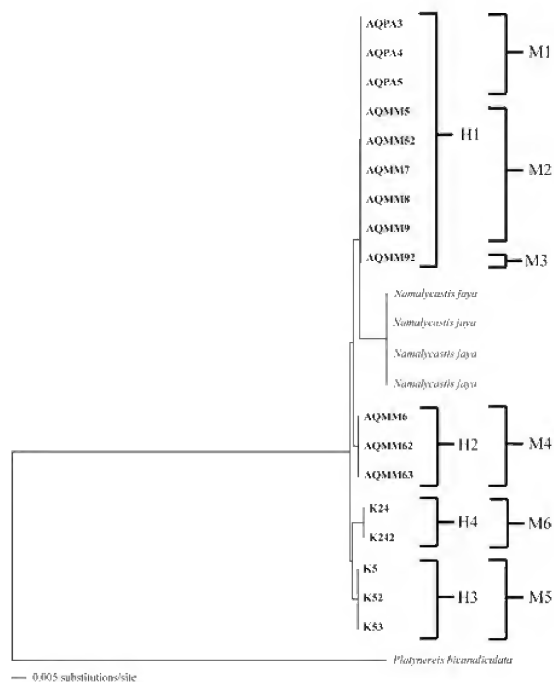 AQPA3
AQPA4
AQPA5
AQMM5
AQMM52
AQMM7
AQMM8
AQMM9
AQMM92
H1
M1
M2
M3
Namalycastis jaya
Namalycastis jaya
Namalycastis jaya
Namalycastis jaya
AQMM6
AQMM62
AQMM63
H2
M4
K24
K242
H4
M6
K5
K52
K53
H3
M5
Platynereis bicanaliculata
0.005 substitutions/site